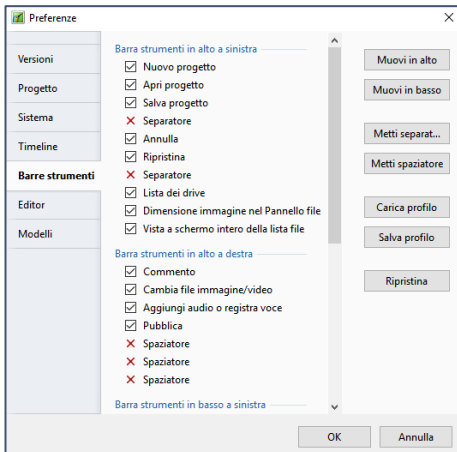 Preferenze
Versioni
Progetto
Sistema
Timeline
Barre strumenti
Editor
Modelli
Barra strumenti in alto a sinistra
Nuovo progetto
Apri progetto
Salva progetto
Separatore
Annulla
Ripristina
Separatore
Lista dei drive
Dimensione immagine nel Pannello file
Vista a schermo intero della lista file
Barra strumenti in alto a destra
Commento
Cambia file immagine/video
Aggiungi audio o registra voce
Pubblica
Spaziatore
Spaziatore
Spaziatore
Barra strumenti in basso a sinistra
Muovi in alto
Muovi in basso
Metti separat...
Metti spaziatore
Carica profilo
Salva profilo
Ripristina
OK
Annulla